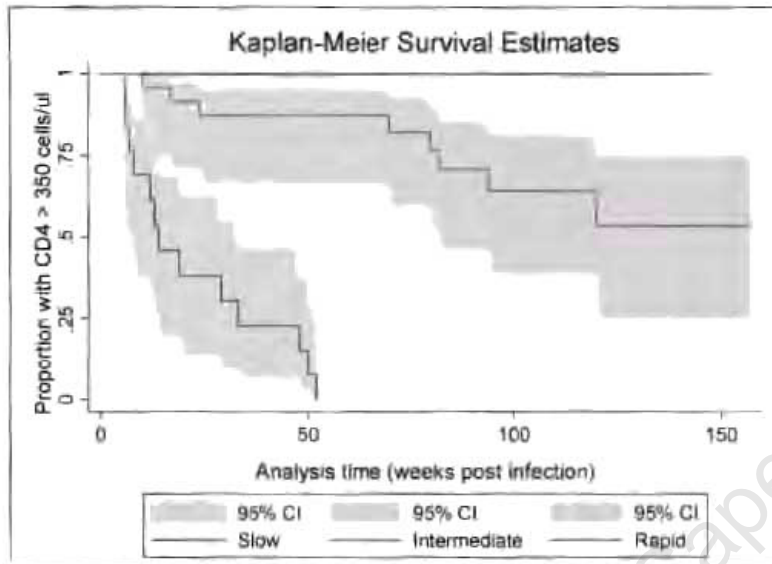 Kaplan-Meier Survival Estimates
Proportion with CD4 > 350 cells/ul
1
.75
.5
.25
0
0 50 100 150
Analysis time (weeks post infection)
95% CI 95% CI 95% CI
Slow Intermediate Rapid